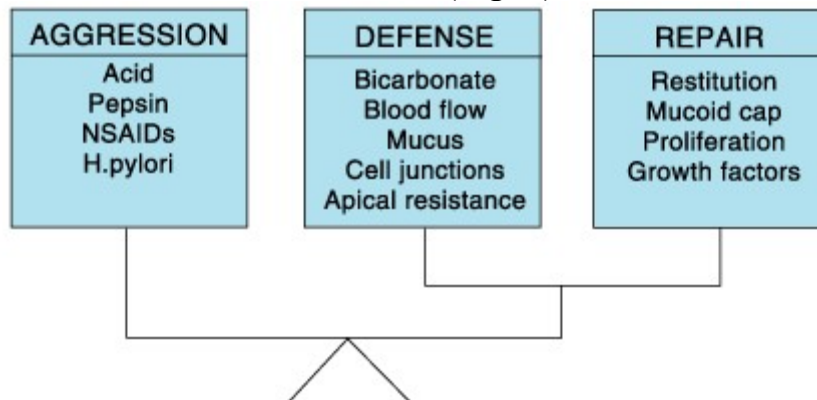 AGGRESSION
Acid
Pepsin
NSAIDs
H.pylori
DEFENSE
Bicarbonate
Blood flow
Mucus
Cell junctions
Apical resistance
REPAIR
Restitution
Mucoid cap
Proliferation
Growth factors